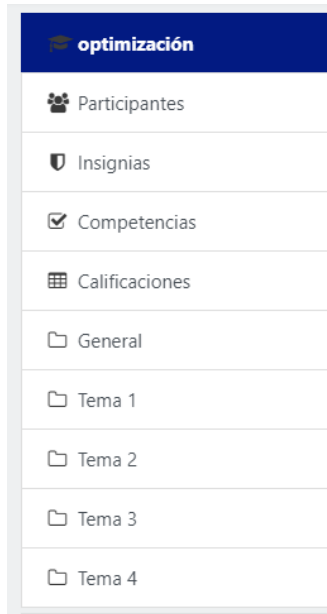 optimización
Participantes
Insignias
Competencias
Calificaciones
General
Tema 1
Tema 2
Tema 3
Tema 4